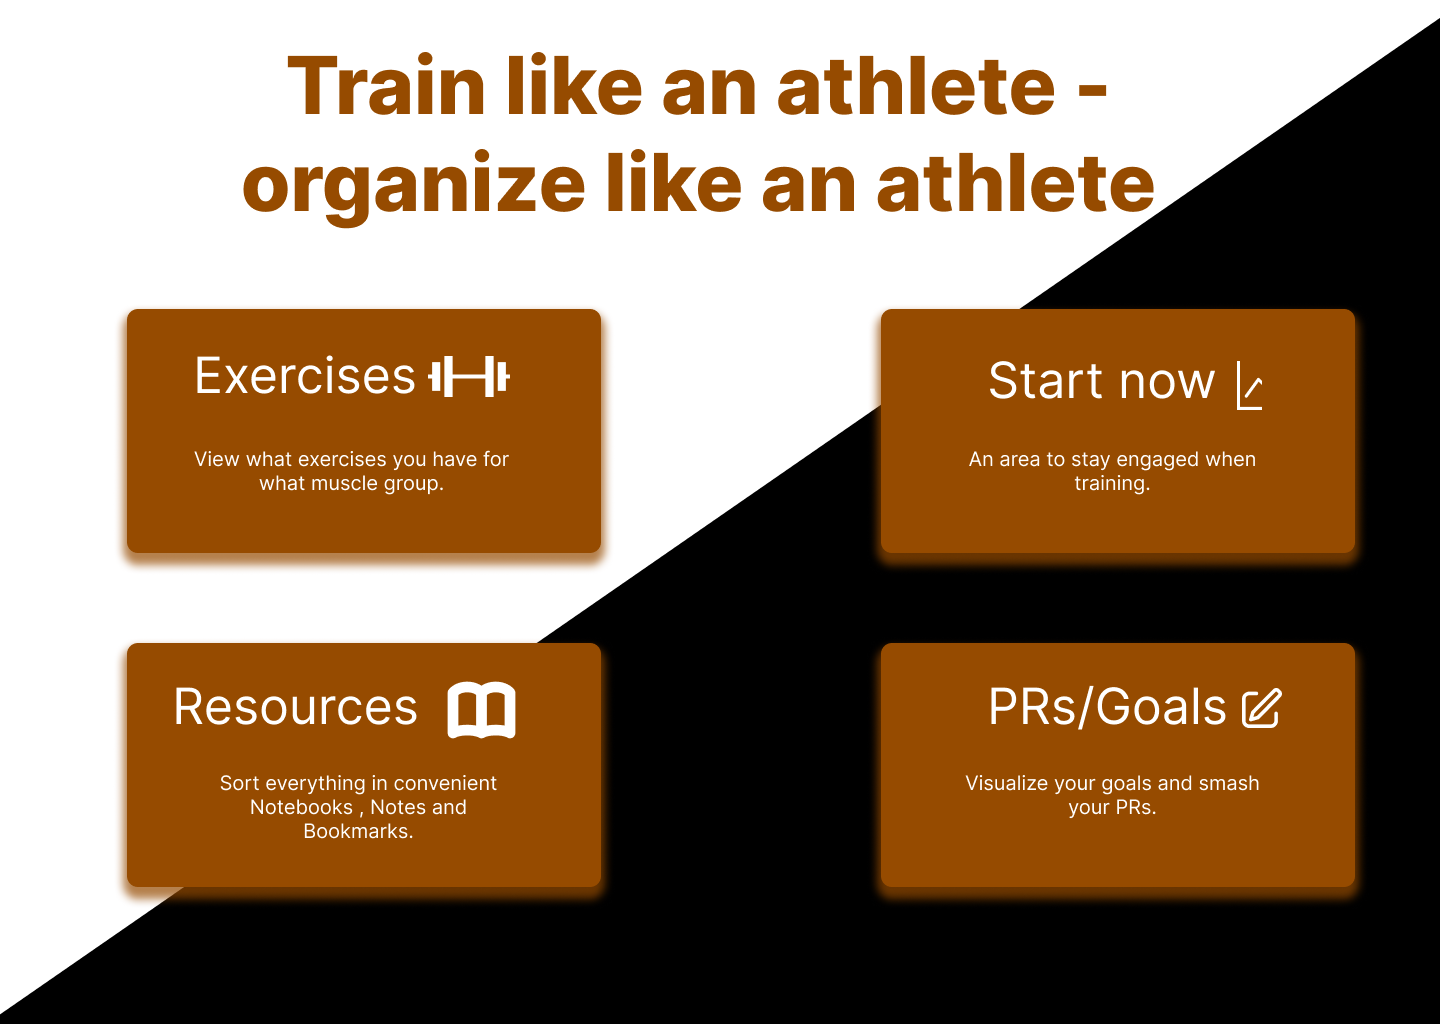 Train like an athlete -
organize like an athlete
Exercises
View what exercises you have for
what muscle group.
Start now
An area to stay engaged when
training.
Resources
Sort everything in convenient
Notebooks , Notes and
Bookmarks.
PRs/Goals
Visualize your goals and smash
your PRs.